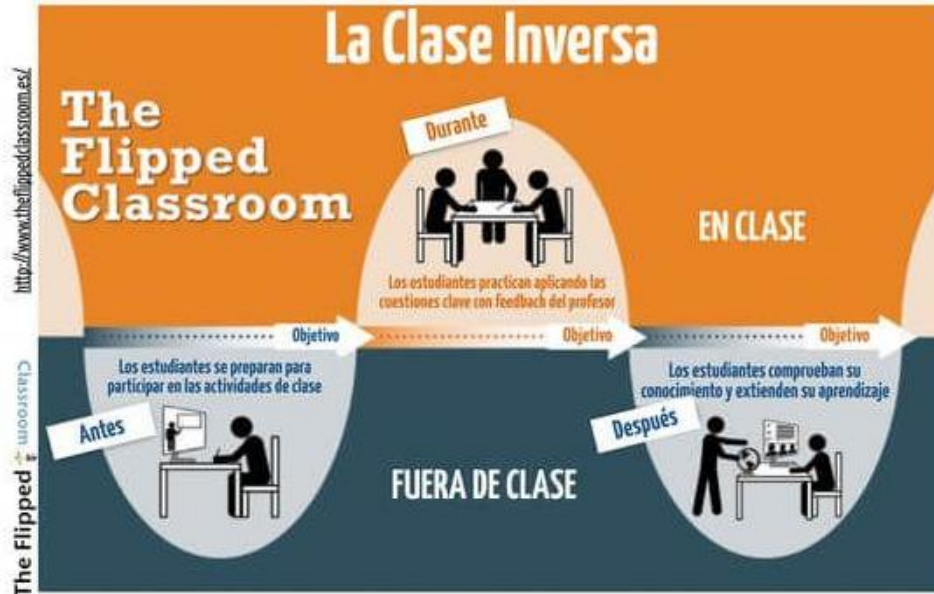 La Clase Inversa
The
Flipped
Classroom
Durante
EN CLASE
Los estudiantes practican aplicando las
cuestiones clave con feedback del profesor
Objetivo
Objetivo
Objetivo
Los estudiantes se preparan para
participar en las actividades de clase
Antes
FUERA DE CLASE
Los estudiantes comprueban su
conocimiento y extienden su aprendizaje
Después
http://www.theflippedclassroom.es/
The Flipped Classroom